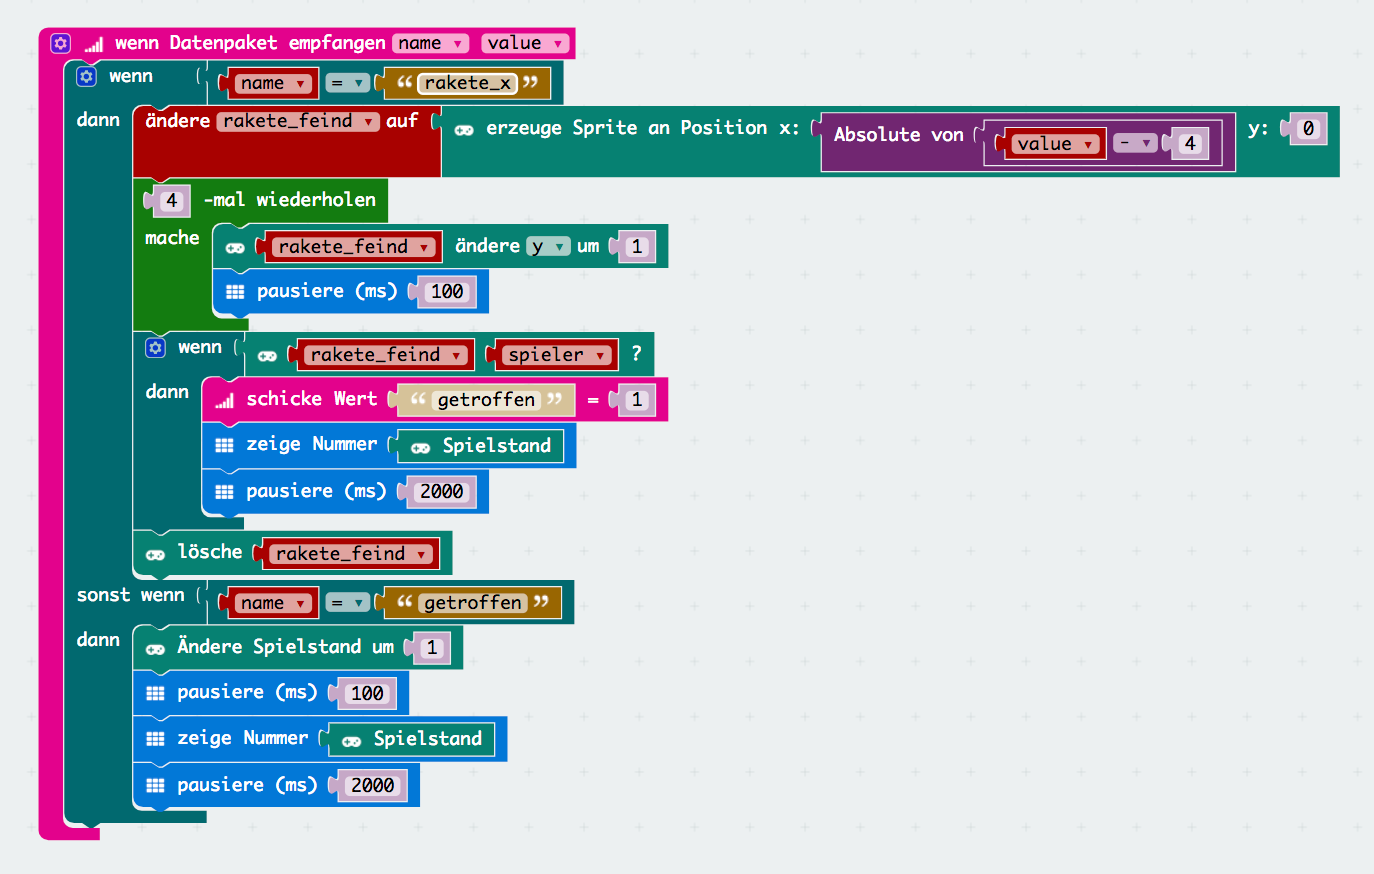 wenn Datenpaket empfangen name value
wenn name = “ rakete_x ”
dann ändere rakete_feind auf erzeuge Sprite an Position x: Absolute von value - 4 y: 0
4 -mal wiederholen
mache rakete_feind ändere y um 1
pausiere (ms) 100
wenn rakete_feind spieler ?
dann schicke Wert “ getroffen ” = 1
zeige Nummer Spielstand
pausiere (ms) 2000
lösche rakete_feind
sonst wenn name = “ getroffen ”
dann Ändere Spielstand um 1
pausiere (ms) 100
zeige Nummer Spielstand
pausiere (ms) 2000